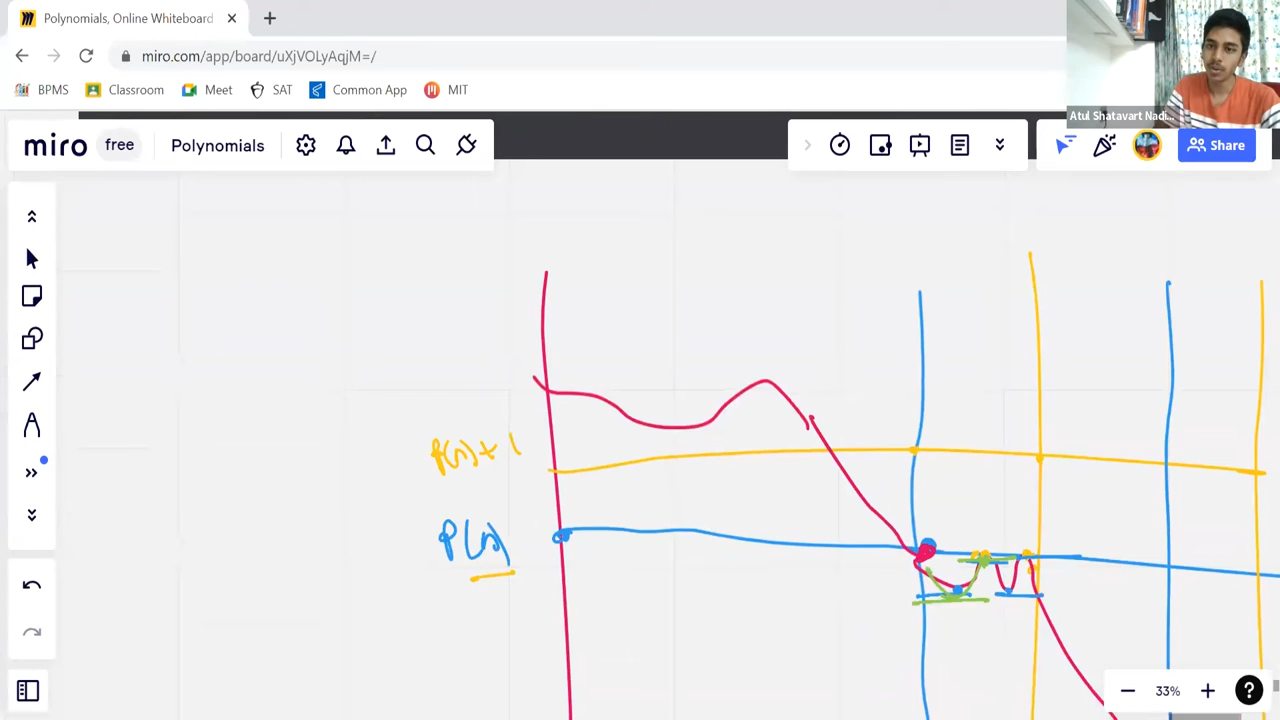 Polynomials, Online Whiteboard
miro.com/app/board/uXjVOLyAqjM=/
BPMS
Classroom
Meet
SAT
Common App
MIT
Atul Shatavart Nadi...
miro
free
Polynomials
Share
P(n)+1
P(n)
33%
?